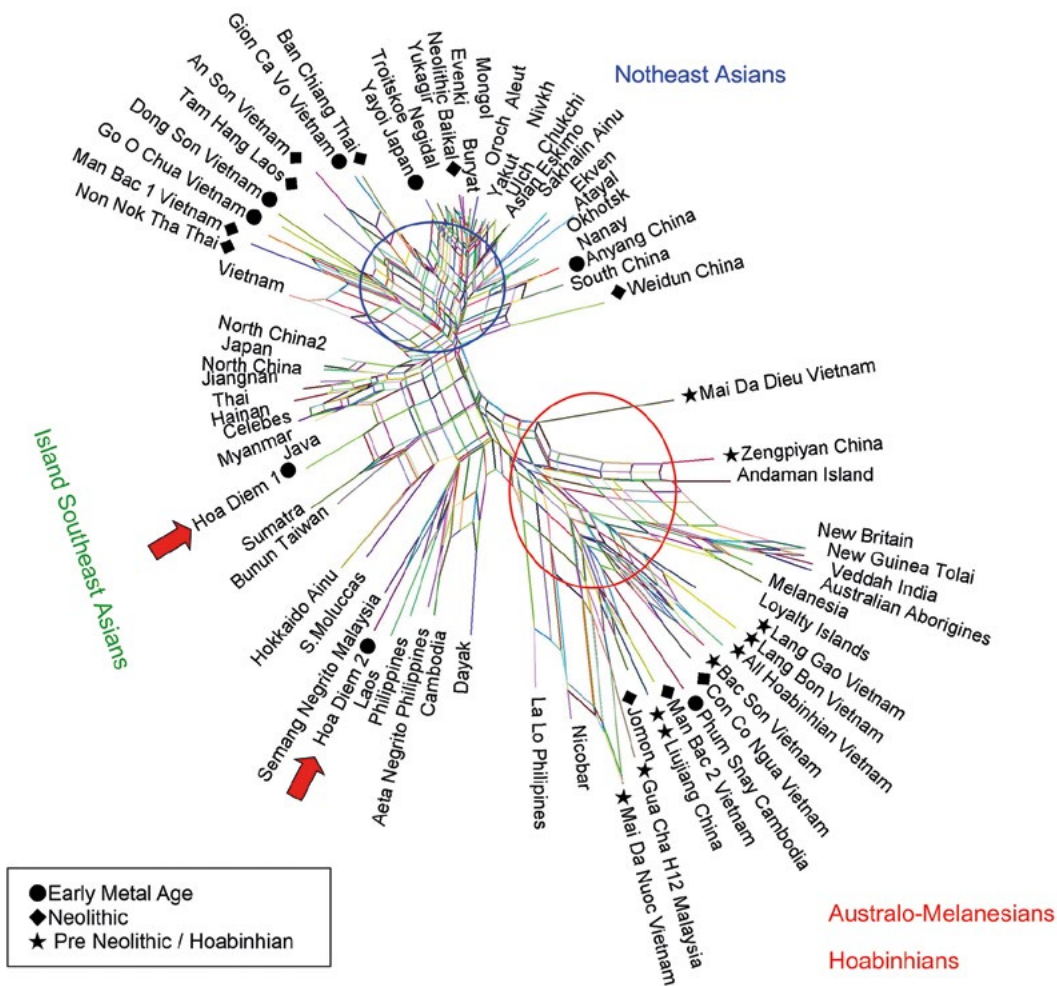 Notheast Asians
Non Nok Tha Thai
Man Bac 1 Vietnam
Go O Chua Vietnam
Dong Son Vietnam
Tam Hang Laos
An Son Vietnam
Gion Ca Vo Vietnam
Ban Chiang Thai
Yayoi Japan
Troitskoe
Negidal
Yukagir
Neolithic Baikal
Evenki
Buryat
Mongol
Oroch
Aleut
Yakut
Ulch
Nivkh
Asian Eskimo
Chukchi
Sakhalin Ainu
Ekven
Atayal
Okhotsk
Nanay
Anyang China
South China
Weidun China
Vietnam
North China2
Japan
North China
Jiangnan
Thai
Hainan
Celebes
Myanmar
Java
Hoa Diem 1
Sumatra
Bunun Taiwan
Hokkaido Ainu
S.Moluccas
Semang Negrito Malaysia
Hoa Diem 2
Laos
Philippines
Aeta Negrito Philippines
Cambodia
Dayak
Island Southeast Asians
Mai Da Dieu Vietnam
Zengpiyan China
Andaman Island
New Britain
New Guinea Tolai
Veddah India
Australian Aborigines
Melanesia
Loyalty Islands
Lang Gao Vietnam
Lang Bon Vietnam
All Hoabinhian Vietnam
Bac Son Vietnam
Con Co Ngua Vietnam
Phum Snay Cambodia
Man Bac 2 Vietnam
Liujiang China
Gua Cha H12 Malaysia
Jomon
Mai Da Nuoc Vietnam
Nicobar
La Lo Philipines
Early Metal Age
Neolithic
Pre Neolithic / Hoabinhian
Australo-Melanesians
Hoabinhians